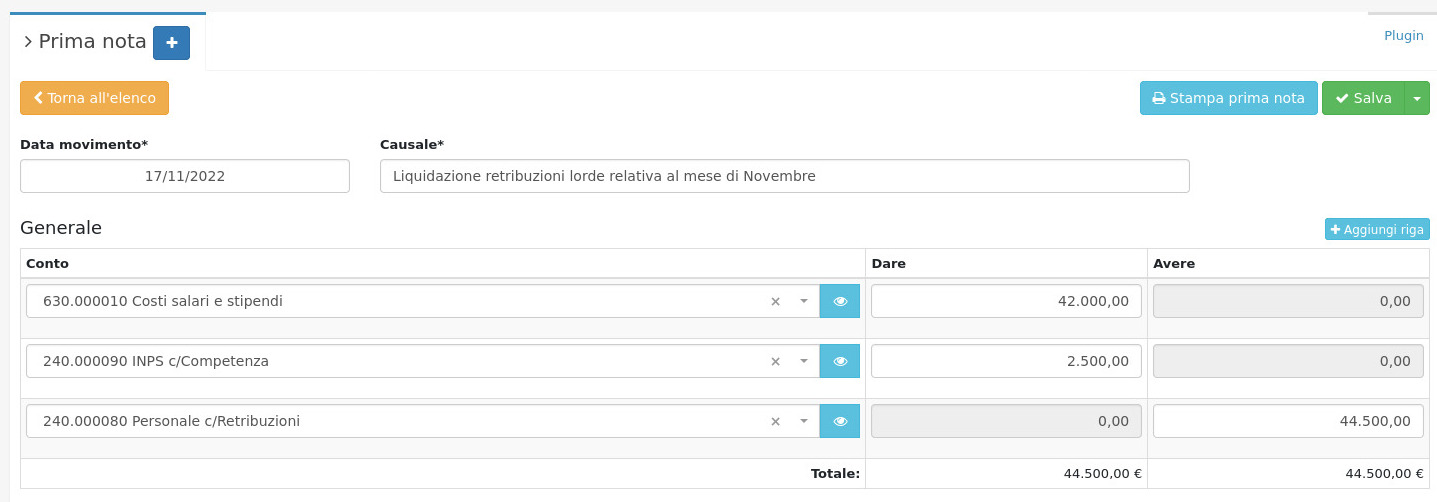 Prima nota
Plugin
Torna all'elenco
Stampa prima nota
Salva
Data movimento*
Causale*
17/11/2022
Liquidazione retribuzioni lorde relativa al mese di Novembre
Generale
Aggiungi riga
Conto Dare Avere
630.000010 Costi salari e stipendi 42.000,00 0,00
240.000090 INPS c/Competenza 2.500,00 0,00
240.000080 Personale c/Retribuzioni 0,00 44.500,00
Totale: 44.500,00 € 44.500,00 €